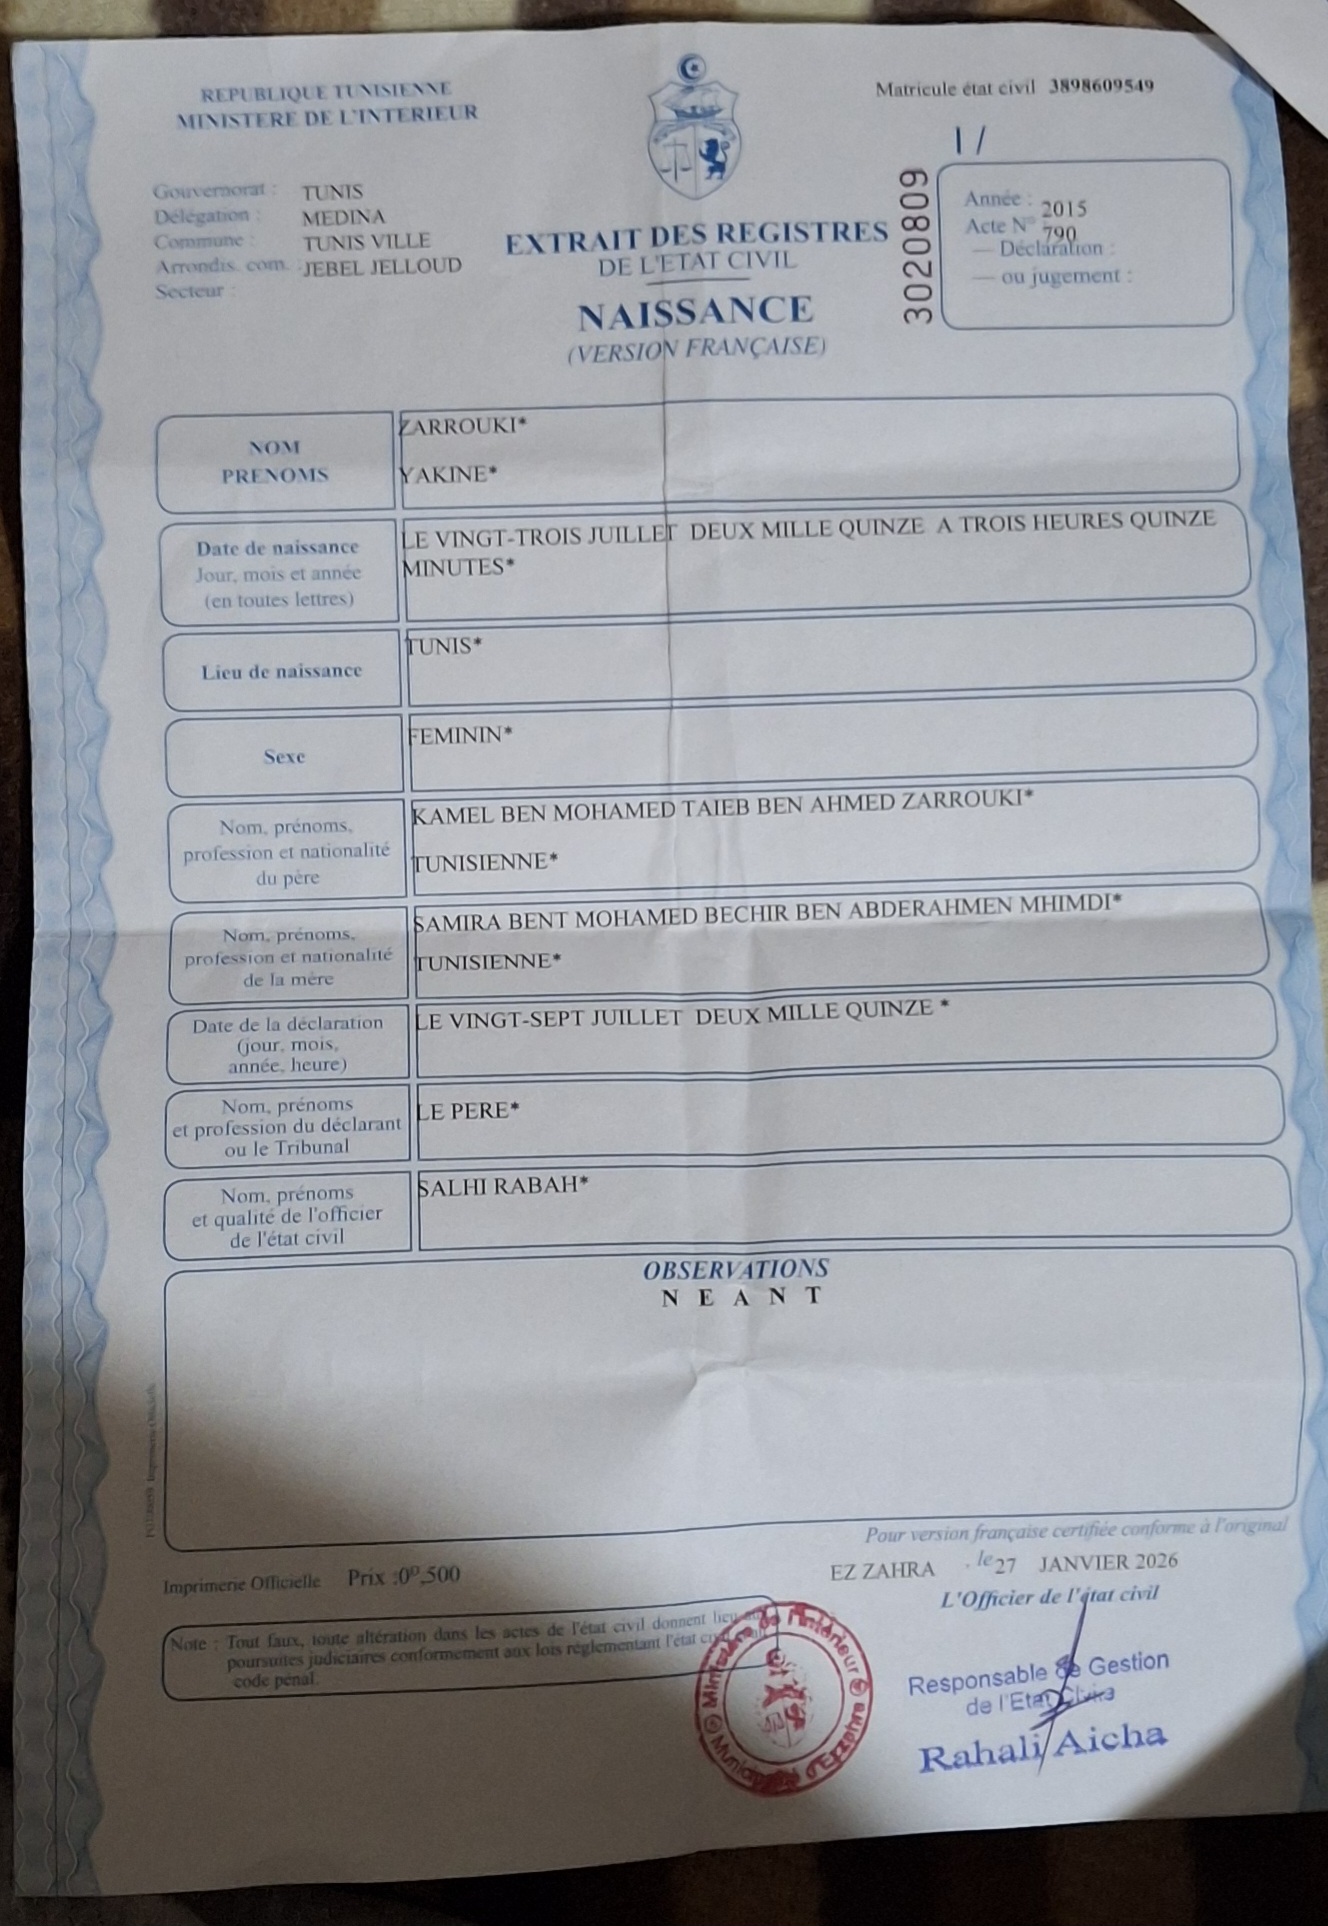 REPUBLIQUE TUNISIENNE
MINISTERE DE L'INTERIEUR
Matricule état civil 3898609549
1/
Gouvernorat : TUNIS
Délégation : MEDINA
Commune : TUNIS VILLE
Arrondis. com. : JEBEL JELLOUD
Secteur :
EXTRAIT DES REGISTRES
DE L'ETAT CIVIL
NAISSANCE
(VERSION FRANÇAISE)
3020809
Année : 2015
Acte N° 790
— Déclaration :
— ou jugement :
NOM
PRENOMS
ZARROUKI*
YAKINE*
Date de naissance
Jour, mois et année
(en toutes lettres)
LE VINGT-TROIS JUILLET DEUX MILLE QUINZE A TROIS HEURES QUINZE
MINUTES*
Lieu de naissance
TUNIS*
Sexe
FEMININ*
Nom, prénoms,
profession et nationalité
du père
KAMEL BEN MOHAMED TAIEB BEN AHMED ZARROUKI*
TUNISIENNE*
Nom, prénoms,
profession et nationalité
de la mère
SAMIRA BENT MOHAMED BECHIR BEN ABDERAHMEN MHIMDI*
TUNISIENNE*
Date de la déclaration
(jour, mois,
année, heure)
LE VINGT-SEPT JUILLET DEUX MILLE QUINZE *
Nom, prénoms
et profession du déclarant
ou le Tribunal
LE PERE*
Nom, prénoms
et qualité de l'officier
de l'état civil
SALHI RABAH*
OBSERVATIONS
N E A N T
Pour version française certifiée conforme à l'original
EZ ZAHRA . le 27 JANVIER 2026
L'Officier de l'état civil
Imprimerie Officielle Prix :0D,500
Note : Tout faux, toute altération dans les actes de l'état civil donnent lieu aux
poursuites judiciaires conformement aux lois réglementant l'état civil
code pénal.
Ministère de l'Intérieur
Municipalité d'Ezzahra
Responsable de Gestion
de l'Etat
Rahali Aicha